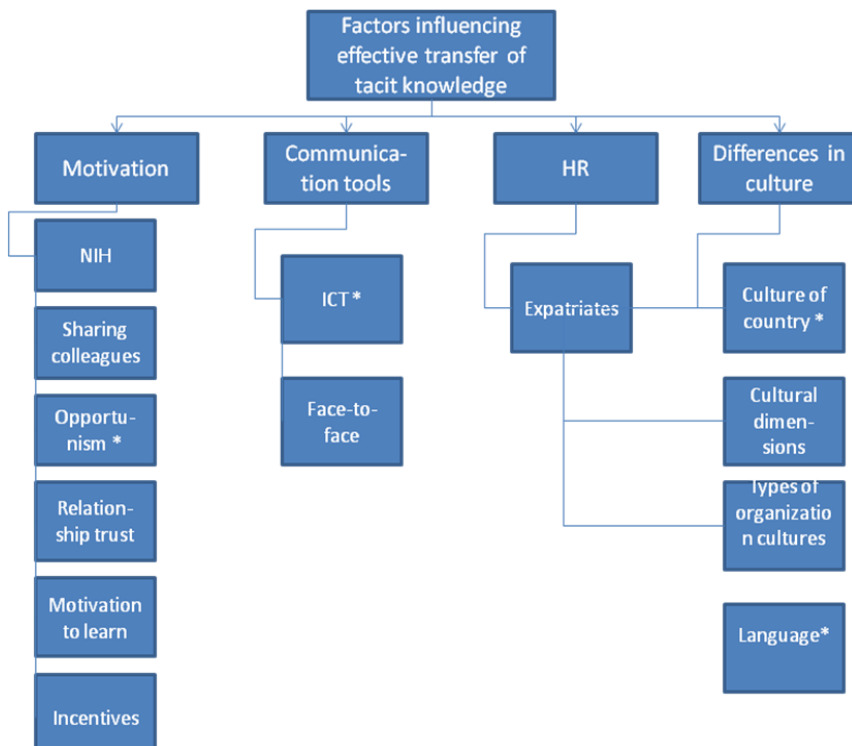 Factors influencing
effective transfer of
tacit knowledge
Motivation
Communica-
tion tools
HR
Differences in
culture
NIH
Sharing
colleagues
Opportu-
nism *
Relation-
ship trust
Motivation
to learn
Incentives
ICT *
Face-to-
face
Expatriates
Culture of
country *
Cultural
dimen-
sions
Types of
organizatio
n cultures
Language*